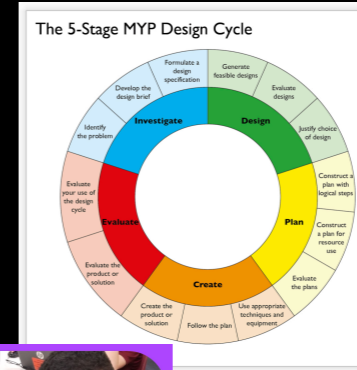 The 5-Stage MYP Design Cycle
Investigate
Identify
the problem
Develop the
design brief
Formulate a
design
specification
Design
Generate
feasible designs
Evaluate
designs
Justify choice
of design
Plan
Construct a
plan with
logical steps
Construct
a plan for
resource
use
Evaluate
the plans
Create
Use appropriate
techniques and
equipment
Follow the plan
Create the
product or
solution
Evaluate
Evaluate the
product or
solution
Evaluate
your use of
the design
cycle